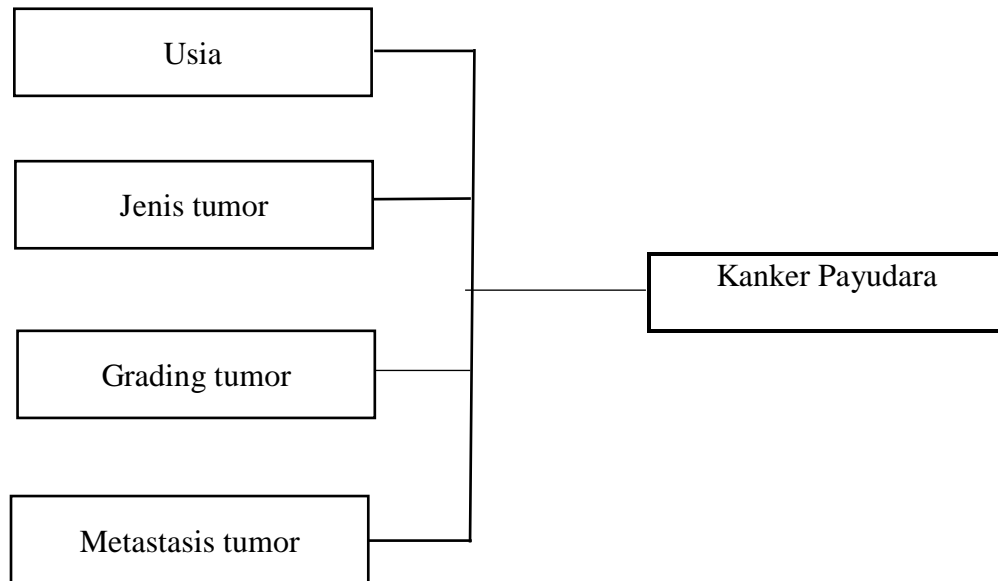 Usia
Jenis tumor
Kanker Payudara
Grading tumor
Metastasis tumor